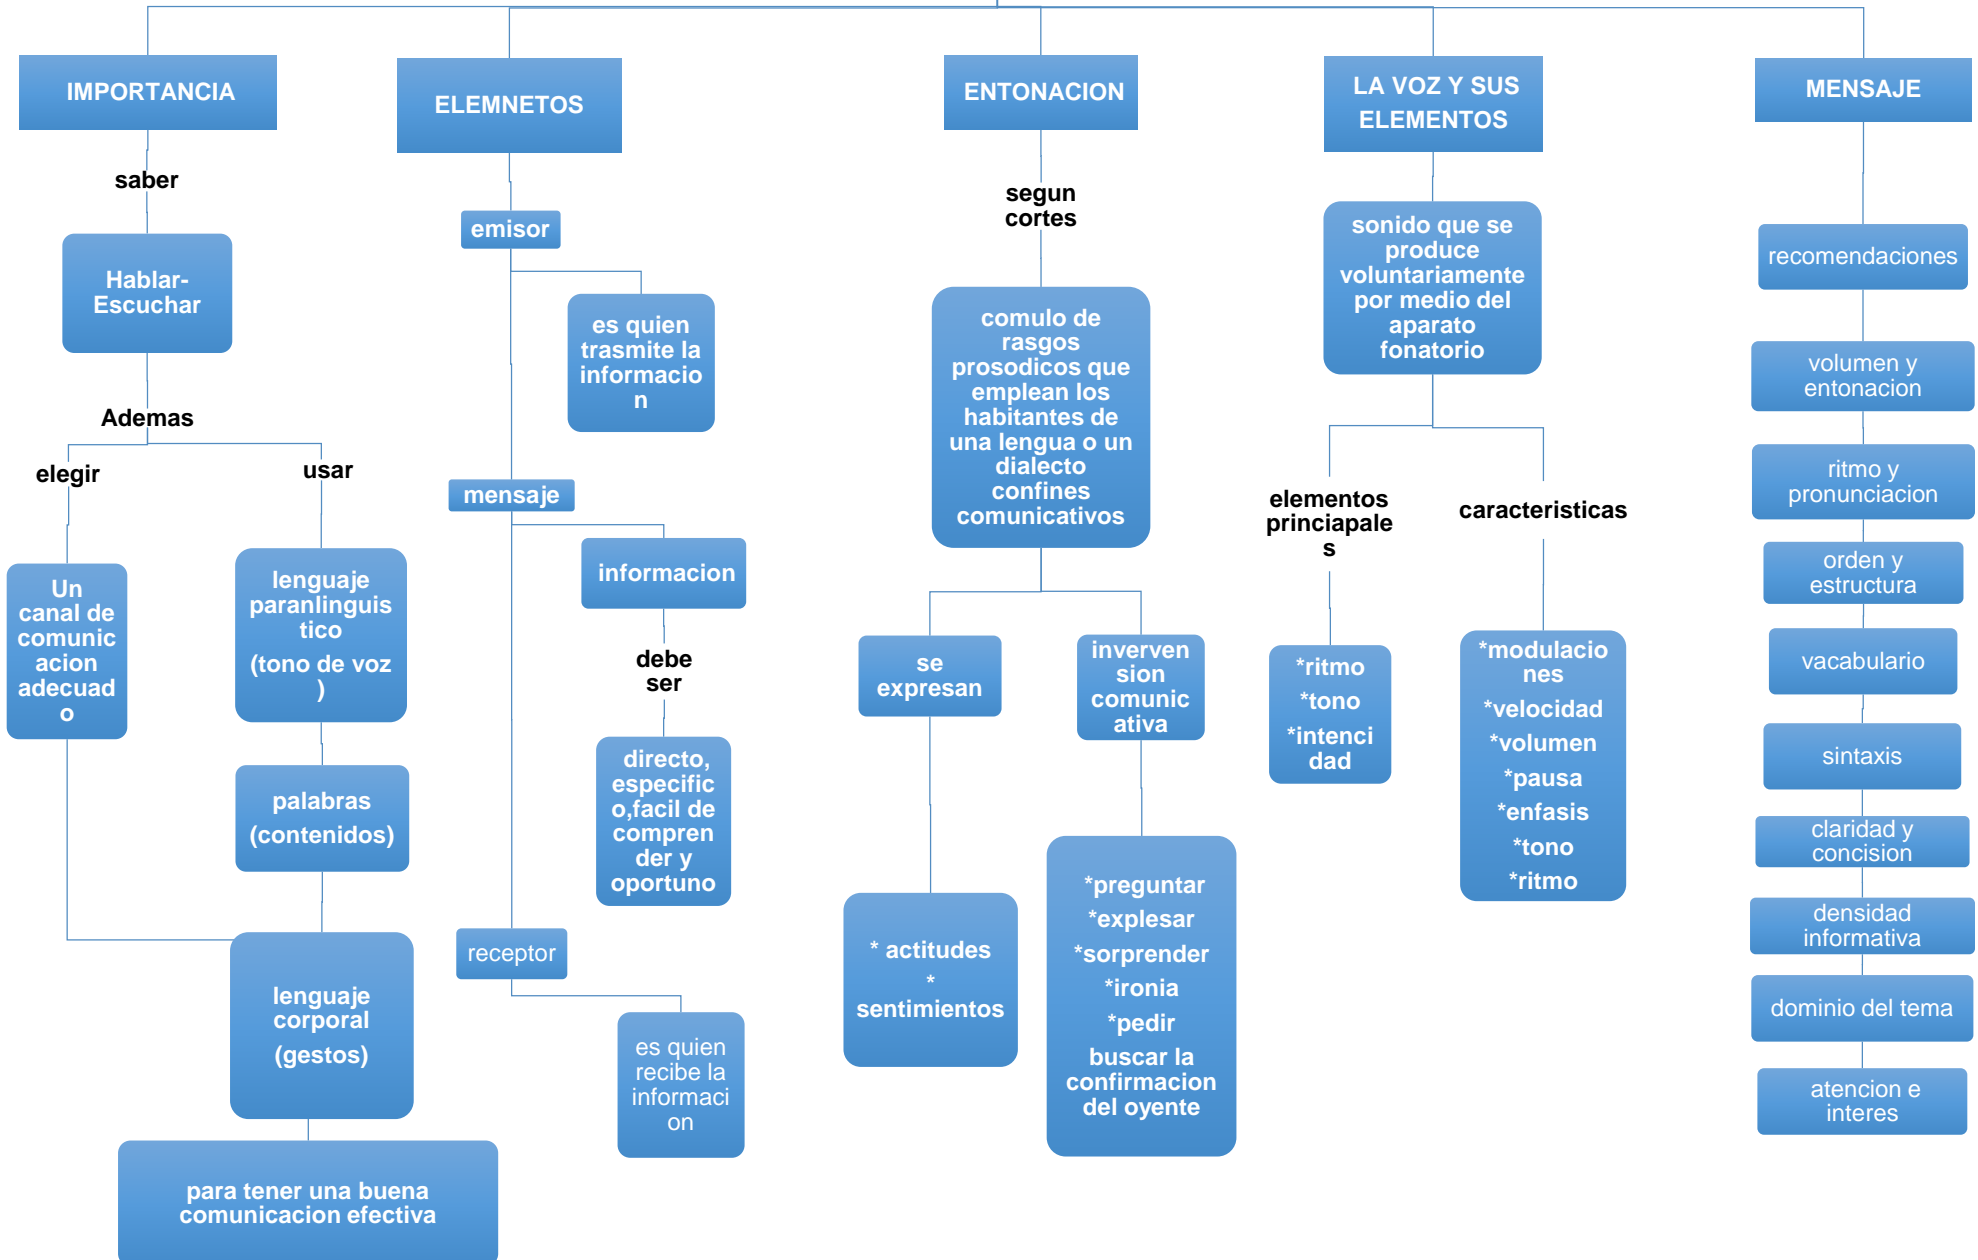 IMPORTANCIA
saber
Hablar-
Escuchar
Ademas
elegir
usar
Un
canal de
comunic
acion
adecuad
o
lenguaje
paranlinguis
tico
(tono de voz
)
palabras
(contenidos)
lenguaje
corporal
(gestos)
para tener una buena
comunicacion efectiva
ELEMNETOS
emisor
es quien
trasmite la
informacio
n
mensaje
informacion
debe
ser
directo,
especific
o,facil de
compren
der y
oportuno
receptor
es quien
recibe la
informaci
on
ENTONACION
segun
cortes
comulo de
rasgos
prosodicos que
emplean los
habitantes de
una lengua o un
dialecto
confines
comunicativos
se
expresan
* actitudes
*
sentimientos
inverven
sion
comunic
ativa
*preguntar
*explesar
*sorprender
*ironia
*pedir
buscar la
confirmacion
del oyente
LA VOZ Y SUS
ELEMENTOS
sonido que se
produce
voluntariamente
por medio del
aparato
fonatorio
elementos
princiapale
s
*ritmo
*tono
*intenci
dad
caracteristicas
*modulacio
nes
*velocidad
*volumen
*pausa
*enfasis
*tono
*ritmo
MENSAJE
recomendaciones
volumen y
entonacion
ritmo y
pronunciacion
orden y
estructura
vacabulario
sintaxis
claridad y
concision
densidad
informativa
dominio del tema
atencion e
interes